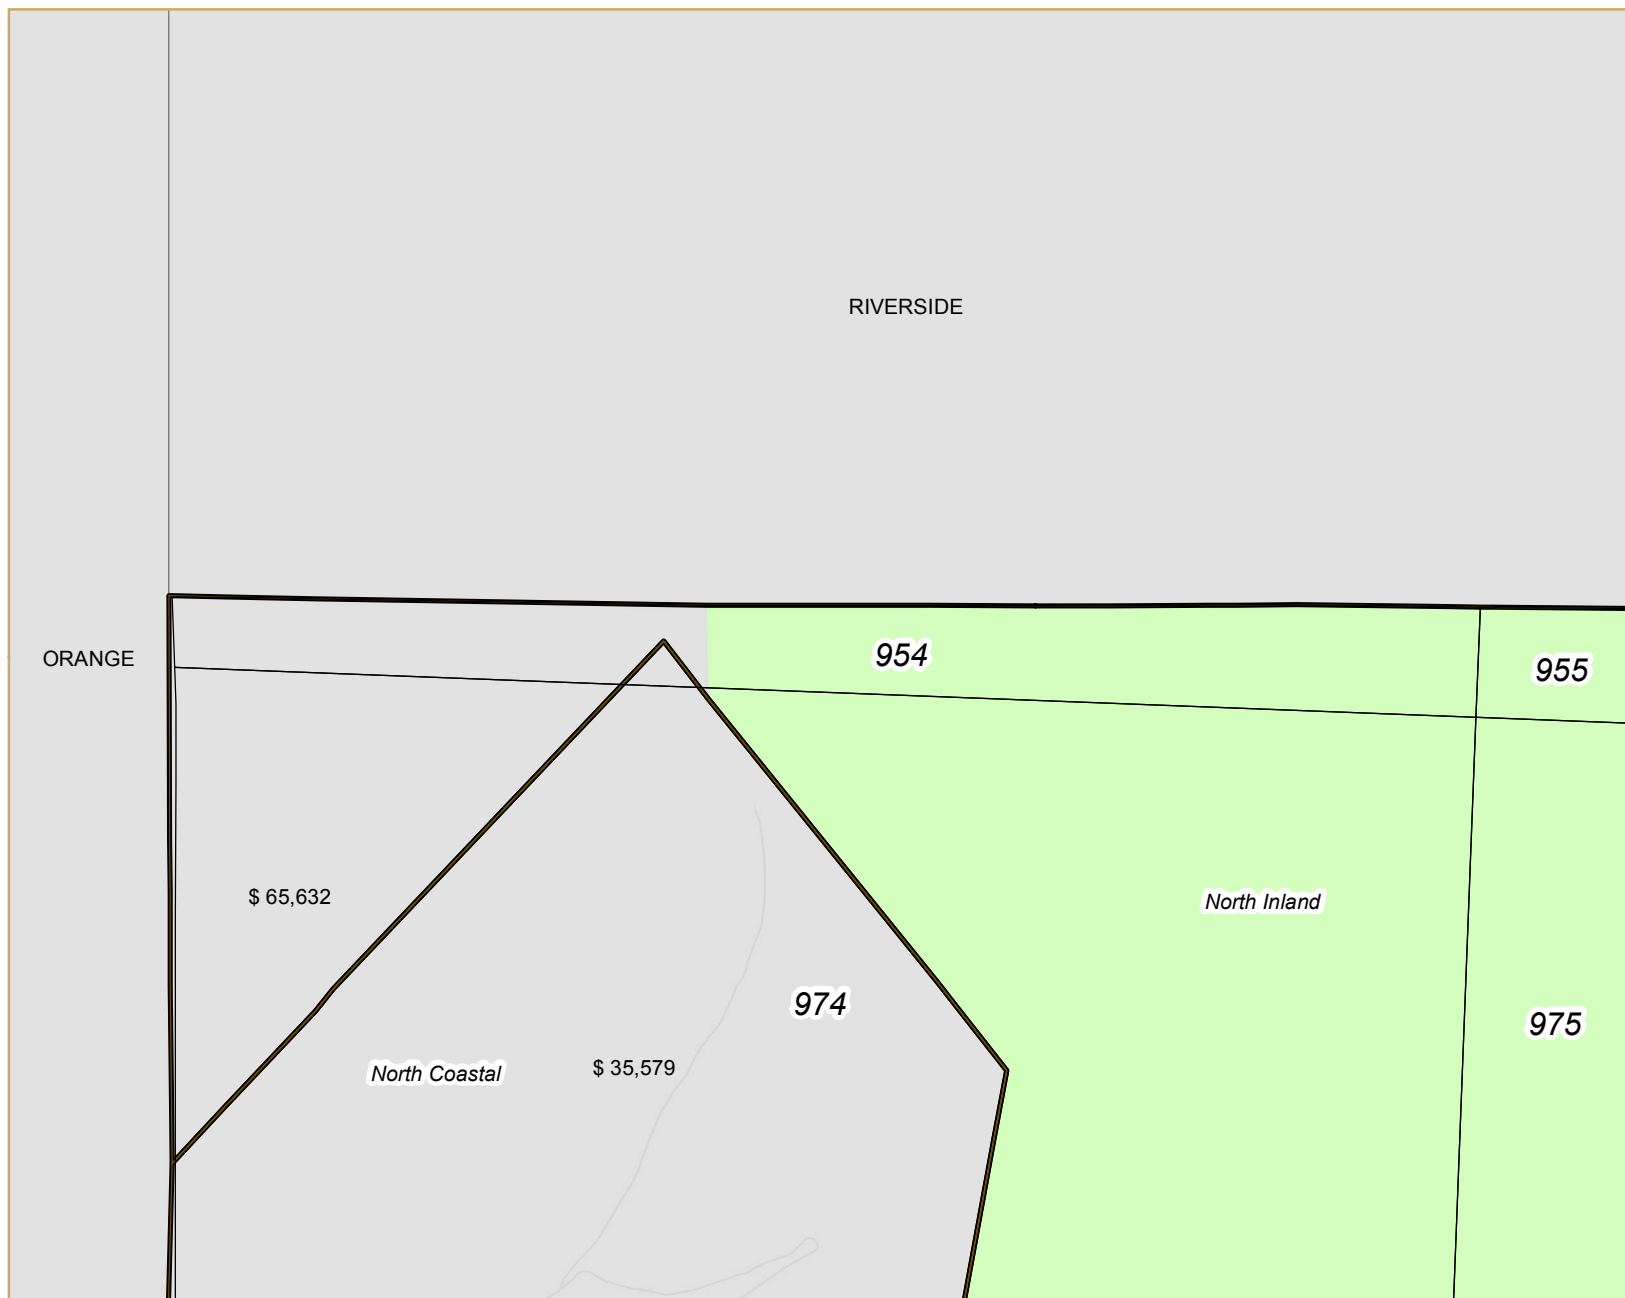 RIVERSIDE
954
ORANGE
955
$ 65,632
North Inland
974
975
North Coastal
$ 35,579